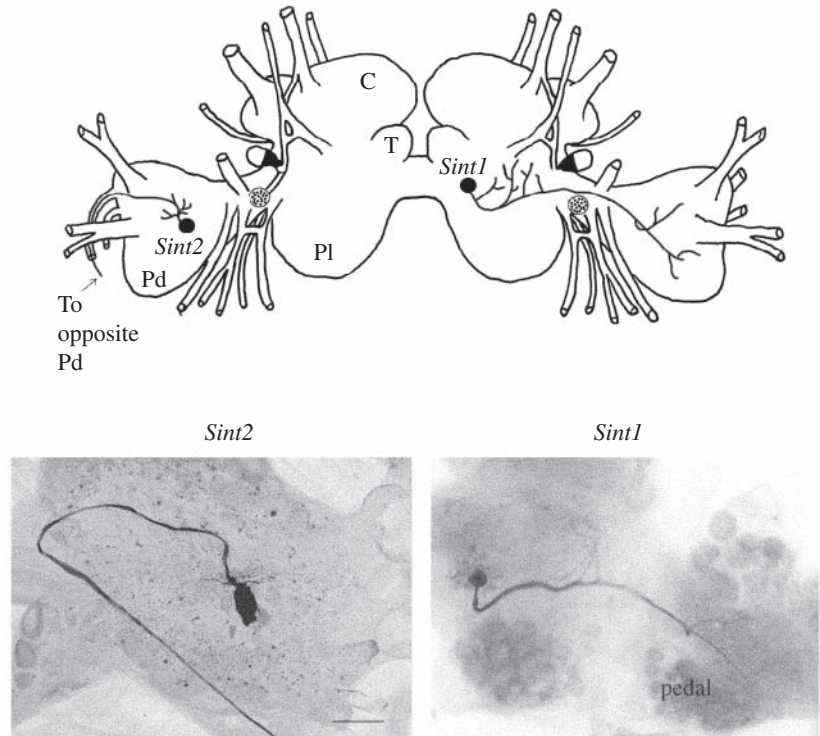 C
T
Sint1
Sint2
Pl
Pd
To
opposite
Pd
Sint2
Sint1
pedal